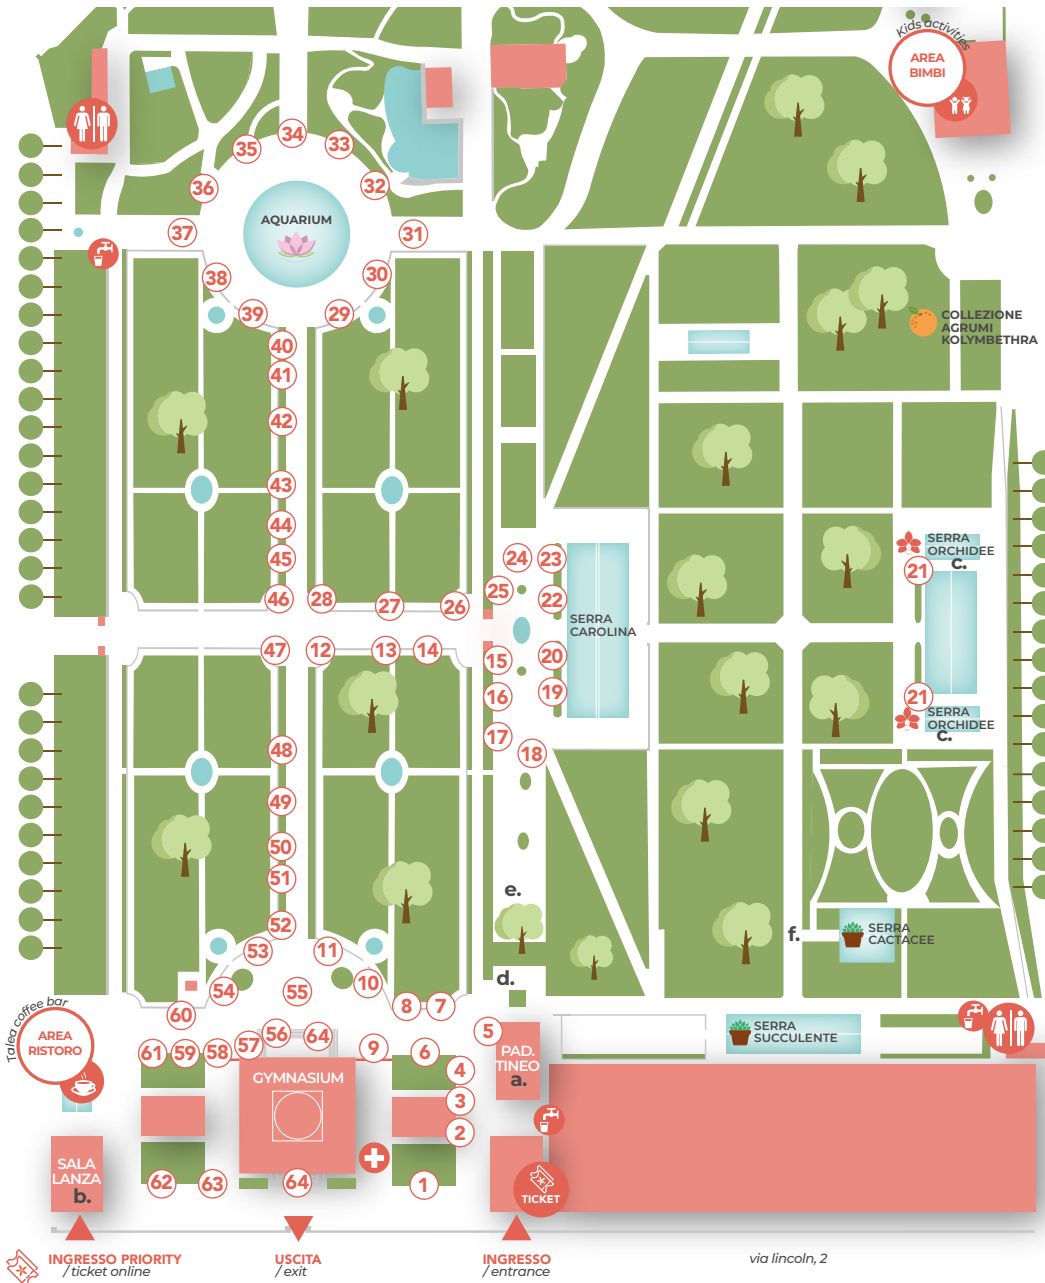 Kids activities
AREA
BIMBI
34
35
33
36
32
AQUARIUM
37
31
38
30
39
29
COLLEZIONE
AGRUMI
KOLYMBETHRA
40
41
42
43
44
45
24
23
SERRA
ORCHIDEE
c.
21
25
46
28
27
26
22
SERRA
CAROLINA
47
12
13
14
15
20
16
19
21
SERRA
ORCHIDEE
c.
17
18
48
49
50
51
e.
52
53
11
f.
SERRA
CACTACEE
54
55
10
d.
8
7
60
Talea coffee bar
AREA
RISTORO
61
59
58
57
56
64
9
6
5
PAD.
TINEO
a.
SERRA
SUCCULENTE
4
3
2
GYMNASIUM
SALA
LANZA
b.
62
63
64
1
TICKET
INGRESSO PRIORITY
/ ticket online
USCITA
/ exit
INGRESSO
/ entrance
via lincoln, 2